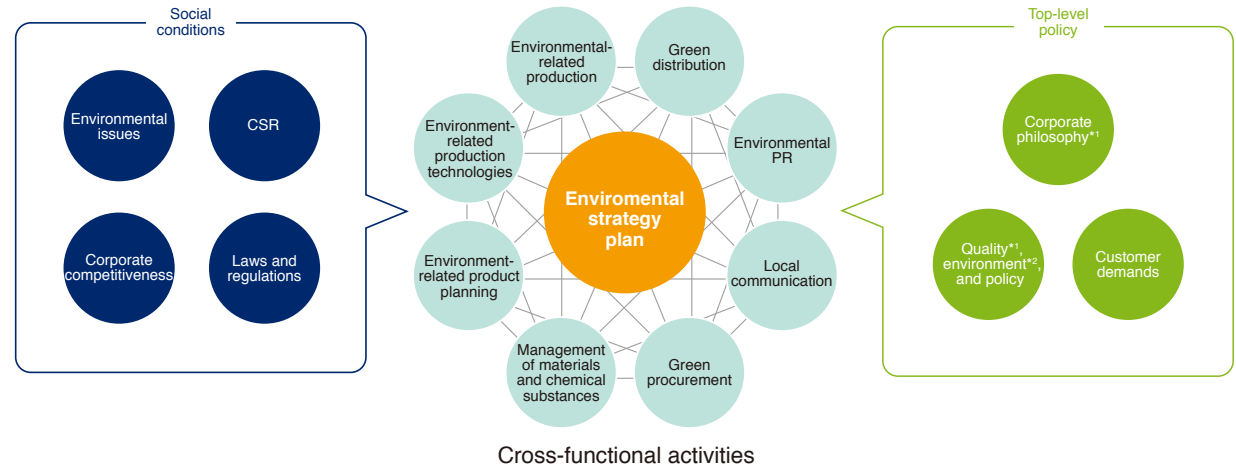 Social
conditions
Environmental
issues
CSR
Corporate
competitiveness
Laws and
regulations
Environmental-
related
production
Green
distribution
Environment-
related
production
technologies
Environmental
PR
Enviromental
strategy
plan
Environment-
related product
planning
Local
communication
Management
of materials
and chemical
substances
Green
procurement
Cross-functional activities
Top-level
policy
Corporate
philosophy*1
Quality*1,
environment*2,
and policy
Customer
demands